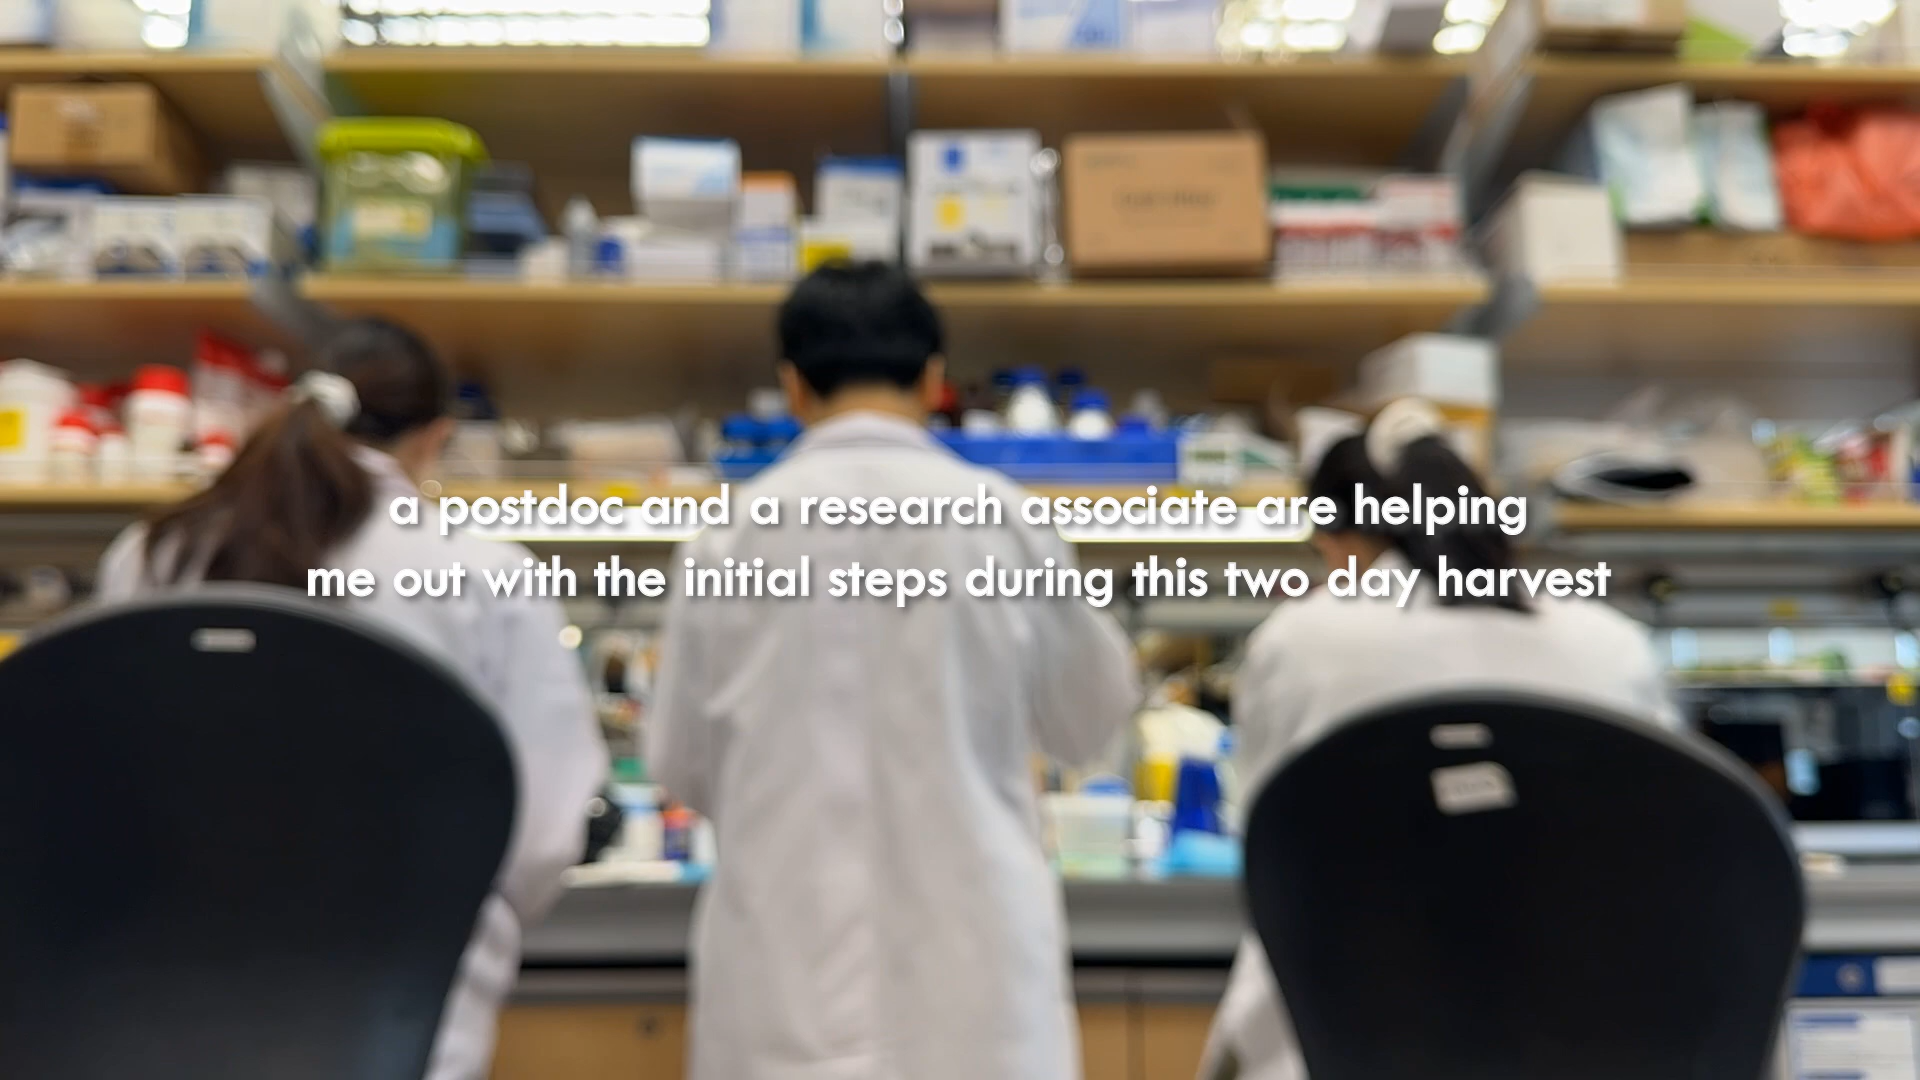 a postdoc and a research associate are helping
me out with the initial steps during this two day harvest